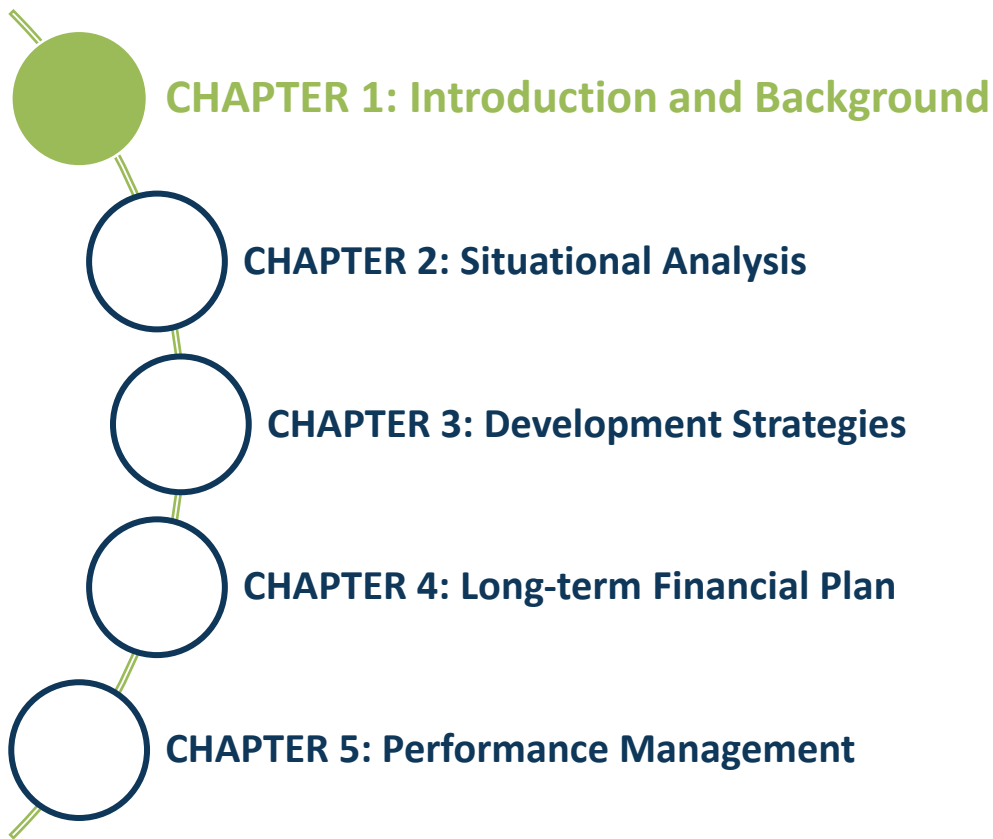 CHAPTER 1: Introduction and Background
CHAPTER 2: Situational Analysis
CHAPTER 3: Development Strategies
CHAPTER 4: Long-term Financial Plan
CHAPTER 5: Performance Management